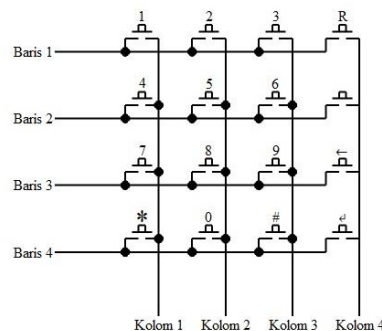 1 2 3 R
Baris 1
4 5 6
Baris 2
7 8 9 ←
Baris 3
* 0 # ↵
Baris 4
Kolom 1 Kolom 2 Kolom 3 Kolom 4